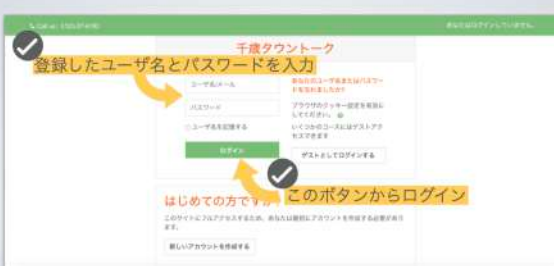 あなたはログインしていません。
千歳タウントーク
登録したユーザ名とパスワードを入力
ユーザ名/メール
パスワード
ユーザ名を記憶する
ログイン
あなたのユーザ名またはパスワー
ドを忘れましたか?
ブラウザのクッキー設定を有効に
してください。
いくつかのコースにはゲストアク
セスできます
ゲストとしてログインする
このボタンからログイン
はじめての方ですか
このサイトにフルアクセスするため、あなたは最初にアカウントを作成する必要があり
ます。
新しいアカウントを作成する